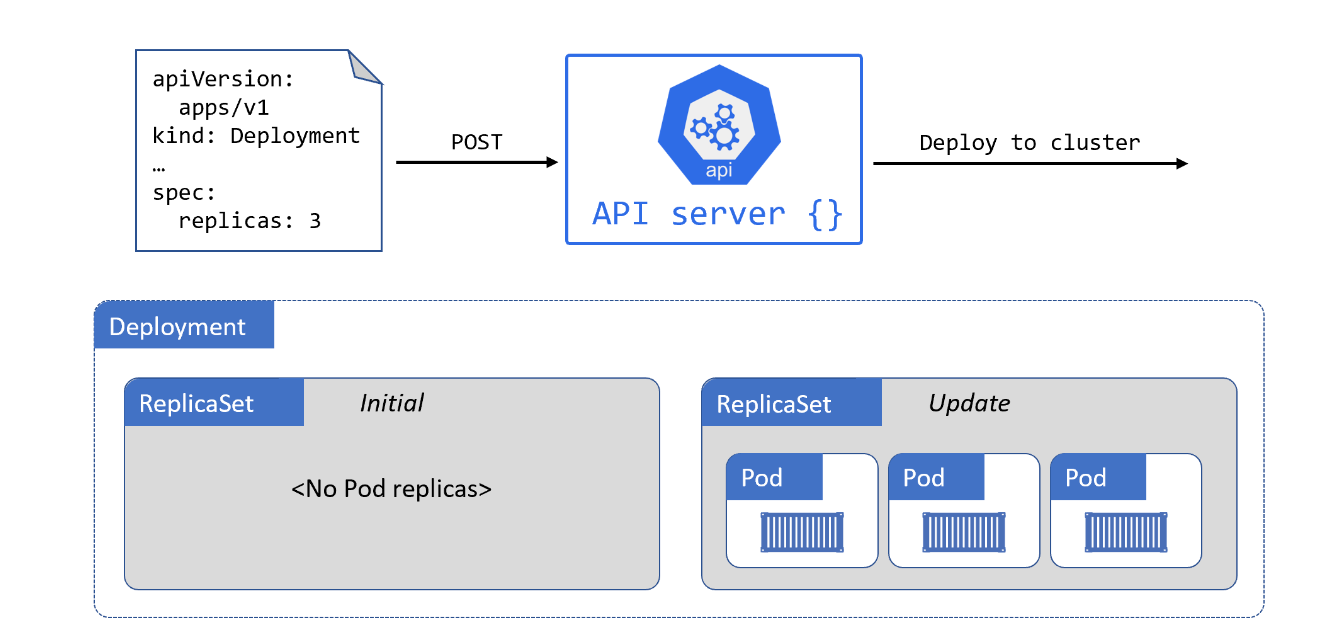 apiVersion:
apps/v1
kind: Deployment
…
spec:
replicas: 3
POST
api
API server {}
Deploy to cluster
Deployment
ReplicaSet
Initial
<No Pod replicas>
ReplicaSet
Update
Pod
Pod
Pod